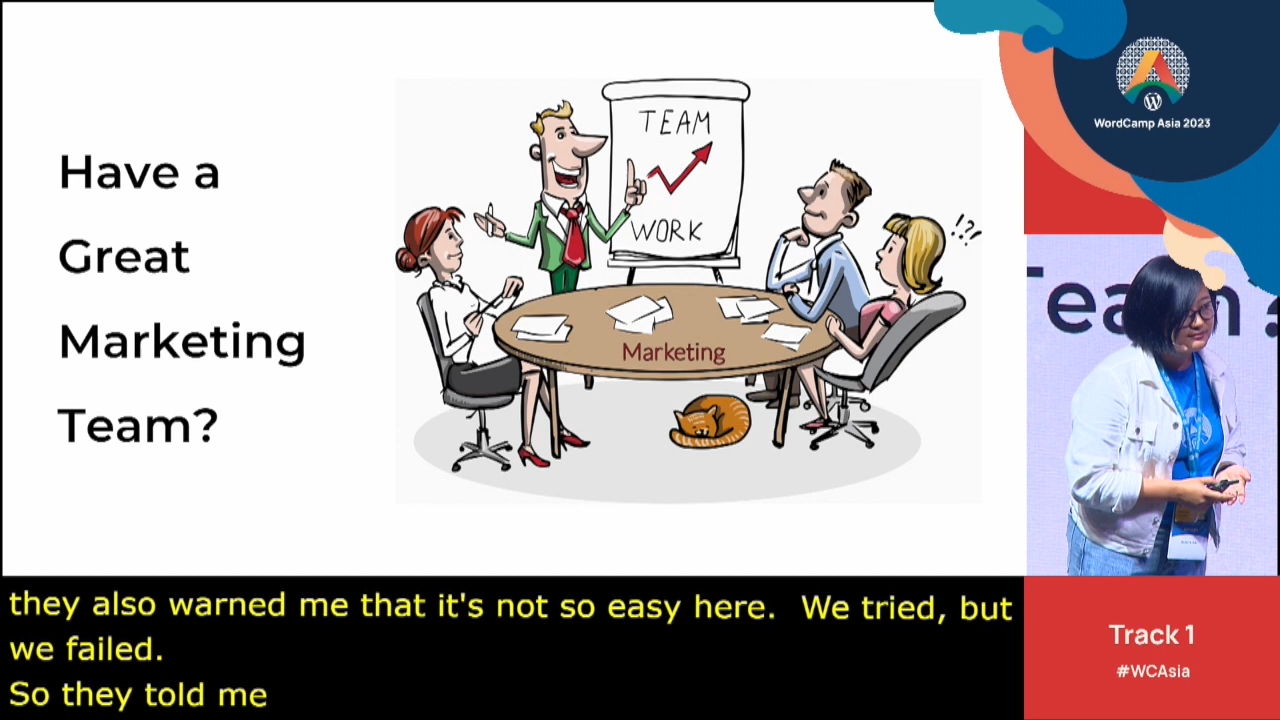 Have a
Great
Marketing
Team?
TEAM
WORK
!?!
Marketing
WordCamp Asia 2023
Team?
they also warned me that it's not so easy here.  We tried, but
we failed.
So they told me
Track 1
#WCAsia